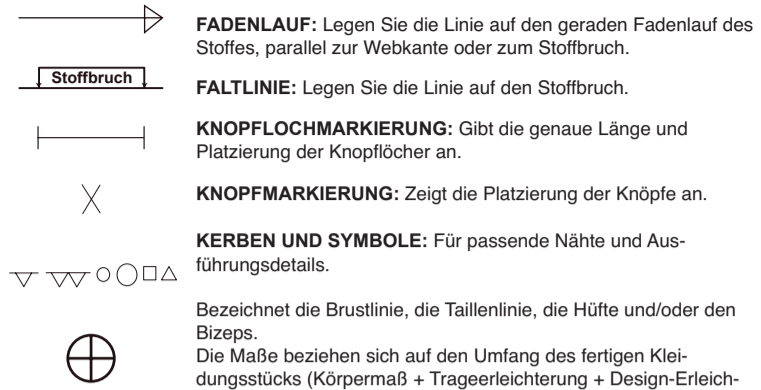 FADENLAUF: Legen Sie die Linie auf den geraden Fadenlauf des
Stoffes, parallel zur Webkante oder zum Stoffbruch.
Stoffbruch
FALTLINIE: Legen Sie die Linie auf den Stoffbruch.
KNOPFLOCHMARKIERUNG: Gibt die genaue Länge und
Platzierung der Knopflöcher an.
KNOPFMARKIERUNG: Zeigt die Platzierung der Knöpfe an.
KERBEN UND SYMBOLE: Für passende Nähte und Aus-
führungsdetails.
Bezeichnet die Brustlinie, die Taillenlinie, die Hüfte und/oder den
Bizeps.
Die Maße beziehen sich auf den Umfang des fertigen Klei-
dungsstücks (Körpermaß + Trageerleichterung + Design-Erleich-